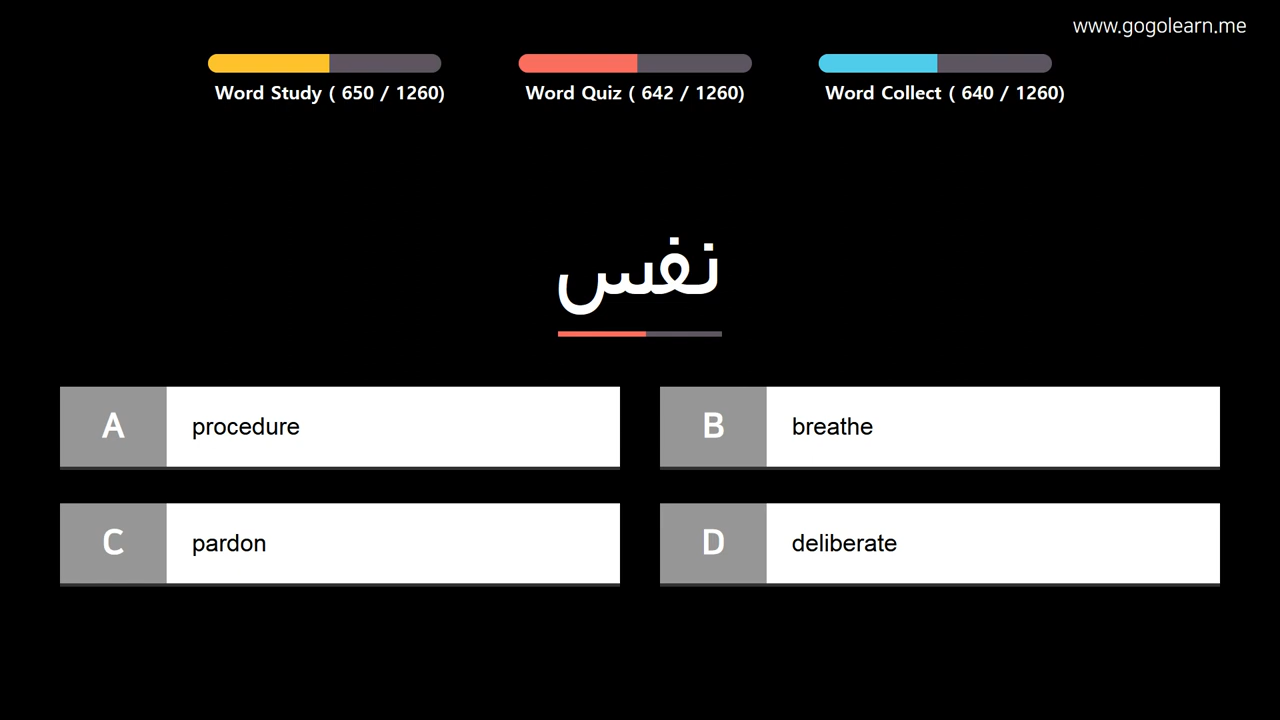 www.gogolearn.me
Word Study ( 650 / 1260)
Word Quiz ( 642 / 1260)
Word Collect ( 640 / 1260)
نفس
A procedure
B breathe
C pardon
D deliberate